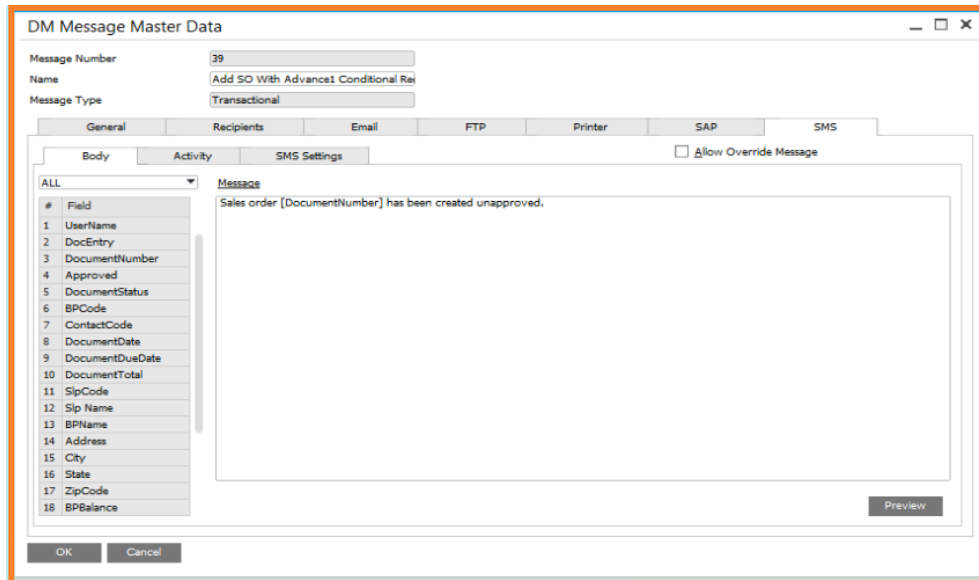 DM Message Master Data
Message Number 39
Name Add SO With Advance1 Conditional Re
Message Type Transactional
General Recipients Email FTP Printer SAP SMS
Body Activity SMS Settings Allow Override Message
ALL Message
# Field
Sales order [DocumentNumber] has been created unapproved.
1 UserName
2 DocEntry
3 DocumentNumber
4 Approved
5 DocumentStatus
6 BPCode
7 ContactCode
8 DocumentDate
9 DocumentDueDate
10 DocumentTotal
11 SlpCode
12 Slp Name
13 BPName
14 Address
15 City
16 State
17 ZipCode
18 BPBalance
Preview
OK Cancel